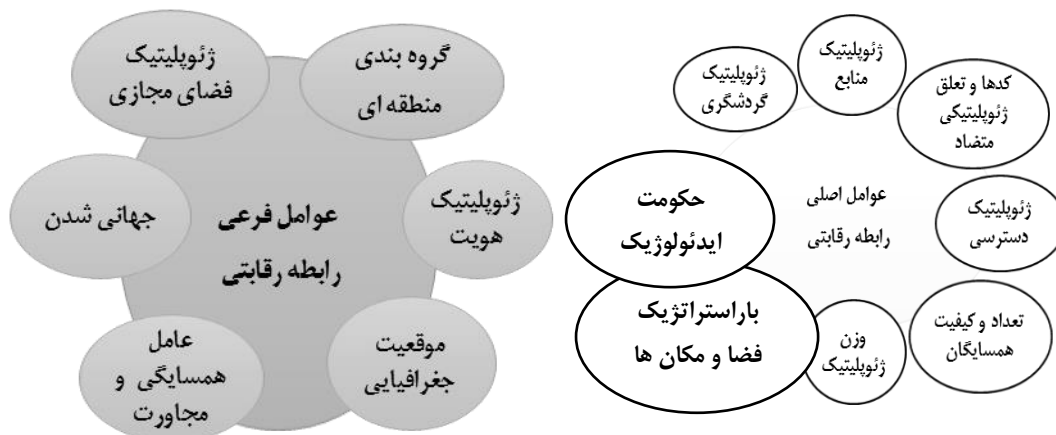 ژئوپلیتیک
منابع
کدها و تعلق
ژئوپلیتیکی
متضاد
ژئوپلیتیک
دسترسی
تعداد و کیفیت
همسایگان
وزن
ژئوپلیتیک
باراستراتژیک
فضا و مکان ها
حکومت
ایدئولوژیک
ژئوپلیتیک
گردشگری
عوامل اصلی
رابطه رقابتی
گروه بندی
منطقه ای
ژئوپلیتیک
هویت
موقعیت
جغرافیایی
عامل
همسایگی و
مجاورت
جهانی شدن
ژئوپلیتیک
فضای مجازی
عوامل فرعی
رابطه رقابتی